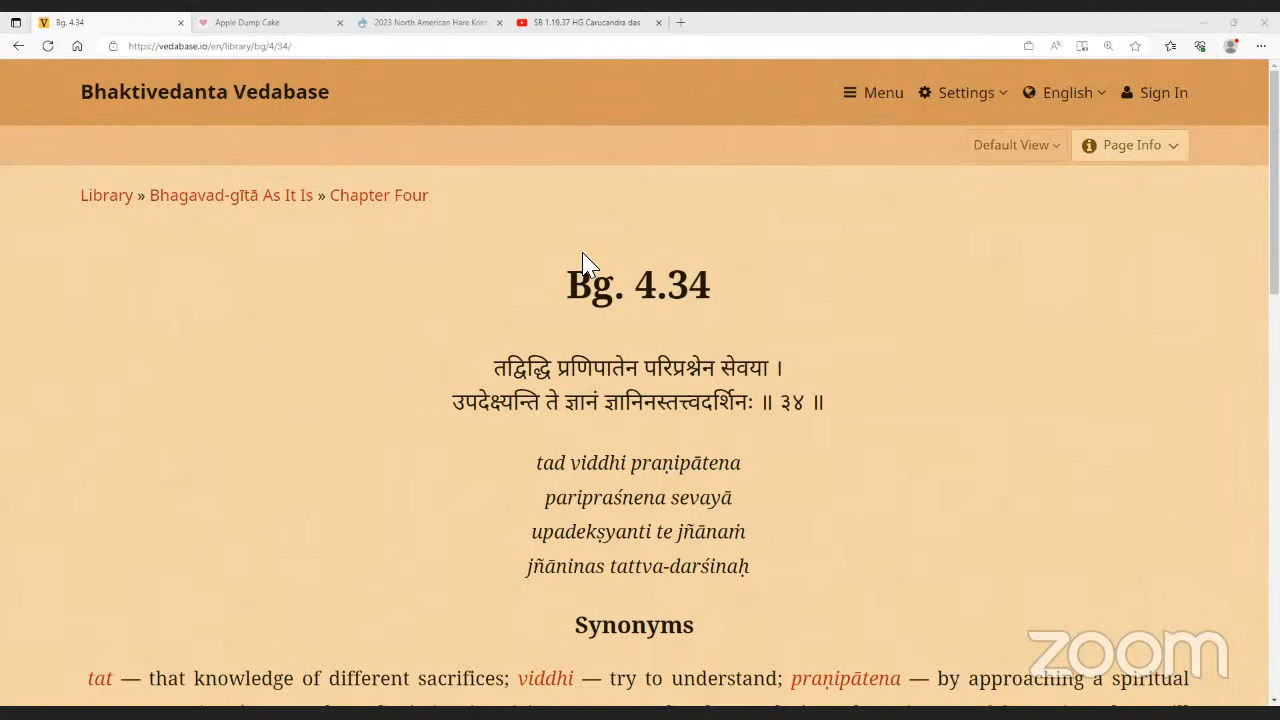 Bg. 4.34
Apple Dump Cake
2023 North American Hare Krish
SB 1.19.37 HG Carucandra das
https://vedabase.io/en/library/bg/4/34/
Bhaktivedanta Vedabase
Menu
Settings
English
Sign In
Default View
Page Info
Library » Bhagavad-gītā As It Is » Chapter Four
Bg. 4.34
तद्विद्धि प्रणिपातेन परिप्रश्नेन सेवया ।
उपदेक्ष्यन्ति ते ज्ञानं ज्ञानिनस्तत्त्वदर्शिनः ॥ ३४ ॥
tad viddhi praṇipātena
paripraśnena sevayā
upadekṣyanti te jñānaṁ
jñāninas tattva-darśinaḥ
Synonyms
tat — that knowledge of different sacrifices; viddhi — try to understand; praṇipātena — by approaching a spiritual
zoom